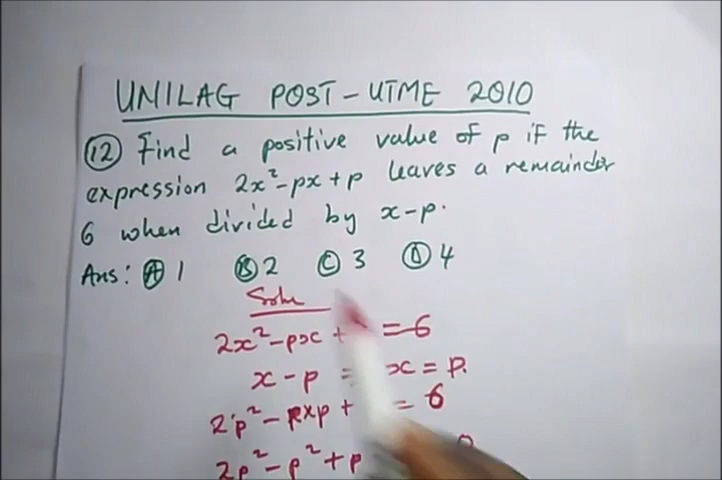 UNILAG POST-UTME 2010
(12) Find a positive value of p if the
expression 2x²-px+p leaves a remainder
6 when divided by x-p.
Ans: (A) 1 (B) 2 (C) 3 (D) 4
Soln
2x²-px + = 6
x - p = x = p.
2p² - pxp + = 6
2p² - p² + p